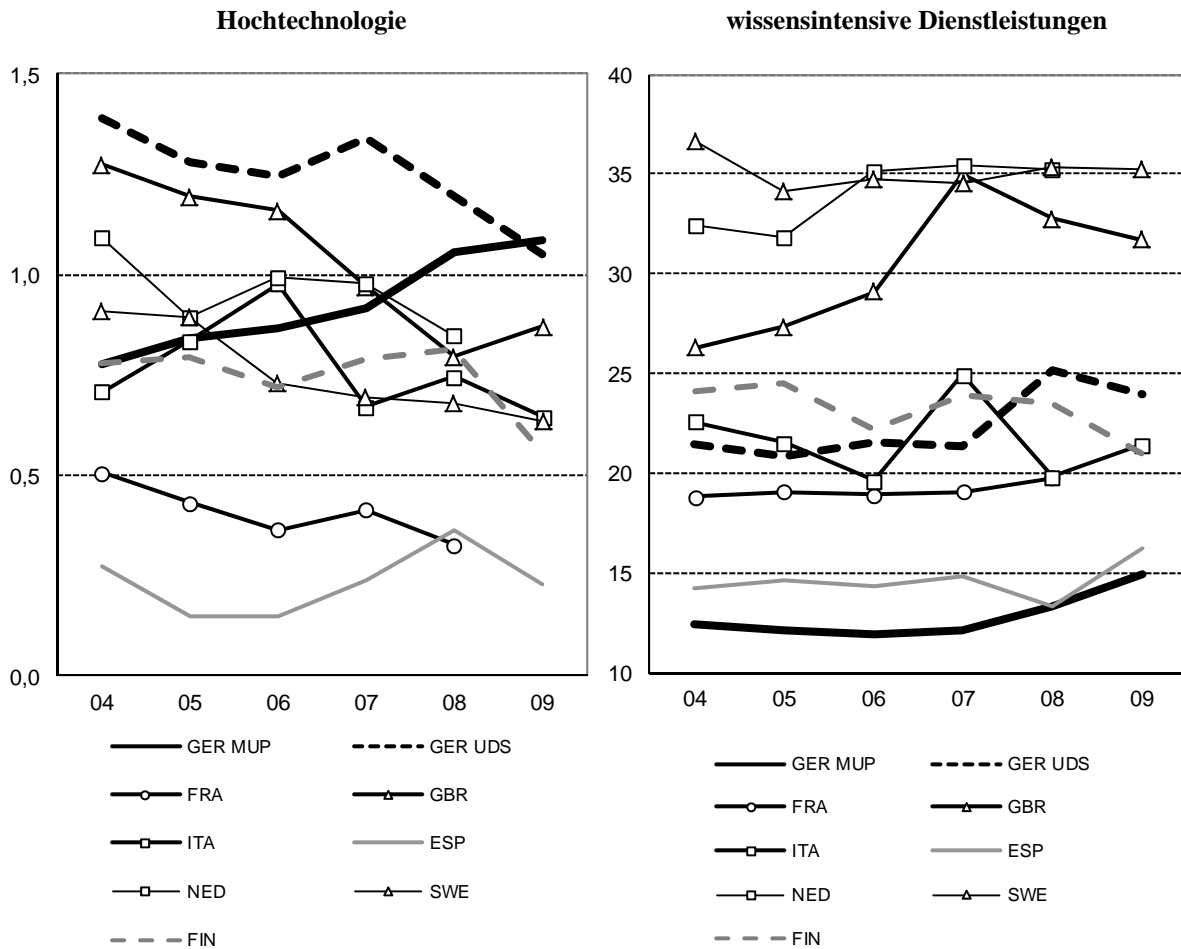 Hochtechnologie
1,5
1,0
0,5
0,0
04 05 06 07 08 09
GER MUP GER UDS
FRA GBR
ITA ESP
NED SWE
FIN
wissensintensive Dienstleistungen
40
35
30
25
20
15
10
04 05 06 07 08 09
GER MUP GER UDS
FRA GBR
ITA ESP
NED SWE
FIN